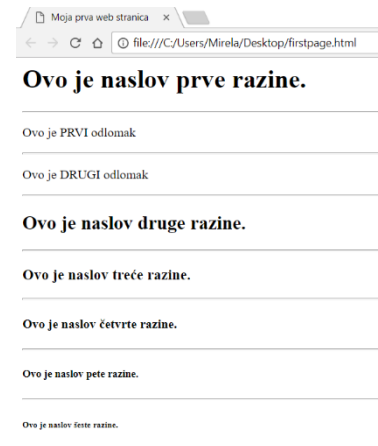 Moja prva web stranica
file:///C:/Users/Mirela/Desktop/firstpage.html
Ovo je naslov prve razine.
Ovo je PRVI odlomak
Ovo je DRUGI odlomak
Ovo je naslov druge razine.
Ovo je naslov treće razine.
Ovo je naslov četvrte razine.
Ovo je naslov pete razine.
Ovo je naslov šeste razine.